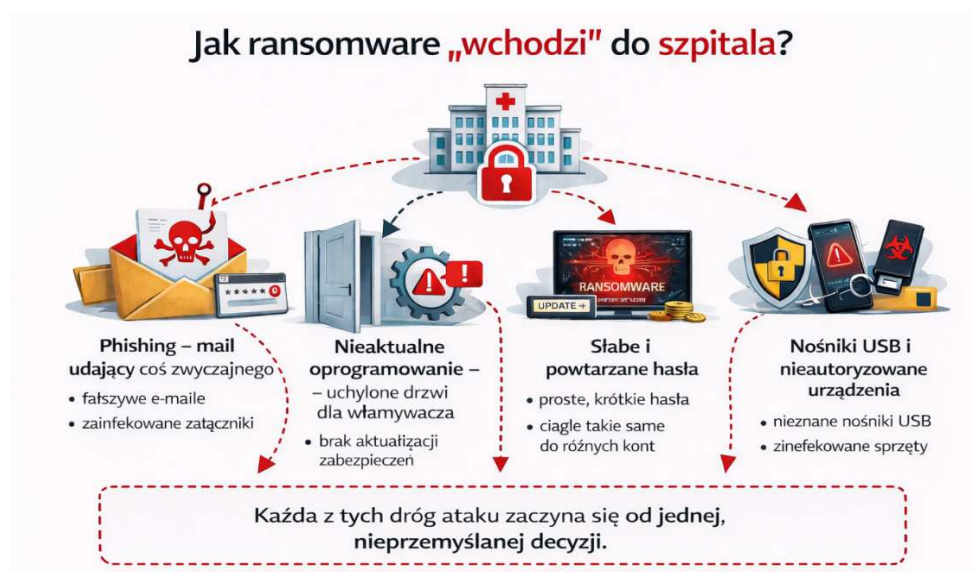 Jak ransomware „wchodzi" do szpitala?
RANSOMWARE
UPDATE →
Phishing – mail
udający coś zwyczajnego
• fałszywe e-maile
• zainfekowane zatączniki
Nieaktualne
oprogramowanie –
– uchylone drzwi
dla włamywacza
• brak aktualizacji
zabezpieczeń
Słabe i
powtarzane hasła
• proste, krótkie hasła
• ciagle takie same
do różnych kont
Nośniki USB i
nieautoryzowane
urządzenia
• nieznane nośniki USB
• zinefekowane sprzęty
Każda z tych dróg ataku zaczyna się od jednej,
nieprzemyślanej decyzji.